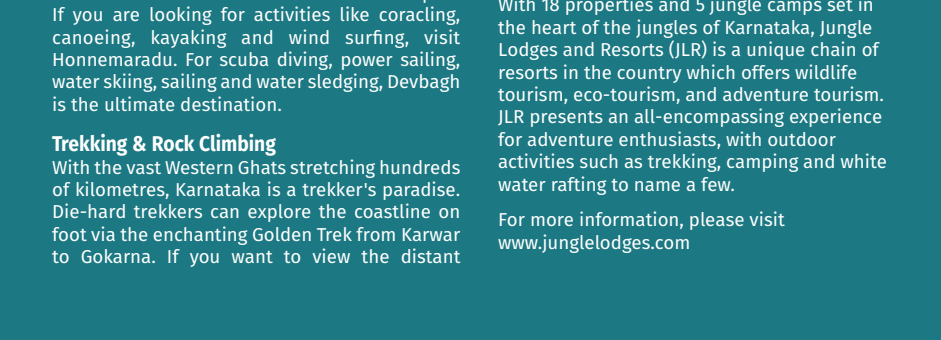 If you are looking for activities like coracling,
canoeing, kayaking and wind surfing, visit
Honnemaradu. For scuba diving, power sailing,
water skiing, sailing and water sledging, Devbagh
is the ultimate destination.
Trekking & Rock Climbing
With the vast Western Ghats stretching hundreds
of kilometres, Karnataka is a trekker's paradise.
Die-hard trekkers can explore the coastline on
foot via the enchanting Golden Trek from Karwar
to Gokarna. If you want to view the distant
With 18 properties and 5 jungle camps set in
the heart of the jungles of Karnataka, Jungle
Lodges and Resorts (JLR) is a unique chain of
resorts in the country which offers wildlife
tourism, eco-tourism, and adventure tourism.
JLR presents an all-encompassing experience
for adventure enthusiasts, with outdoor
activities such as trekking, camping and white
water rafting to name a few.
For more information, please visit
www.junglelodges.com